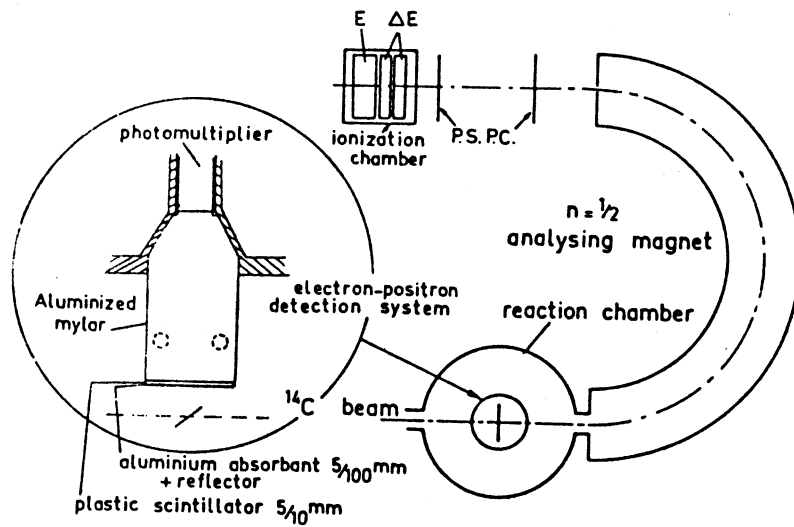 E ΔE
ionization
chamber
P.S.P.C.
photomultiplier
n = 1/2
analysing magnet
Aluminized
mylar
electron-positron
detection system
reaction chamber
14C beam
aluminium absorbant 5/100 mm
+ reflector
plastic scintillator 5/10 mm